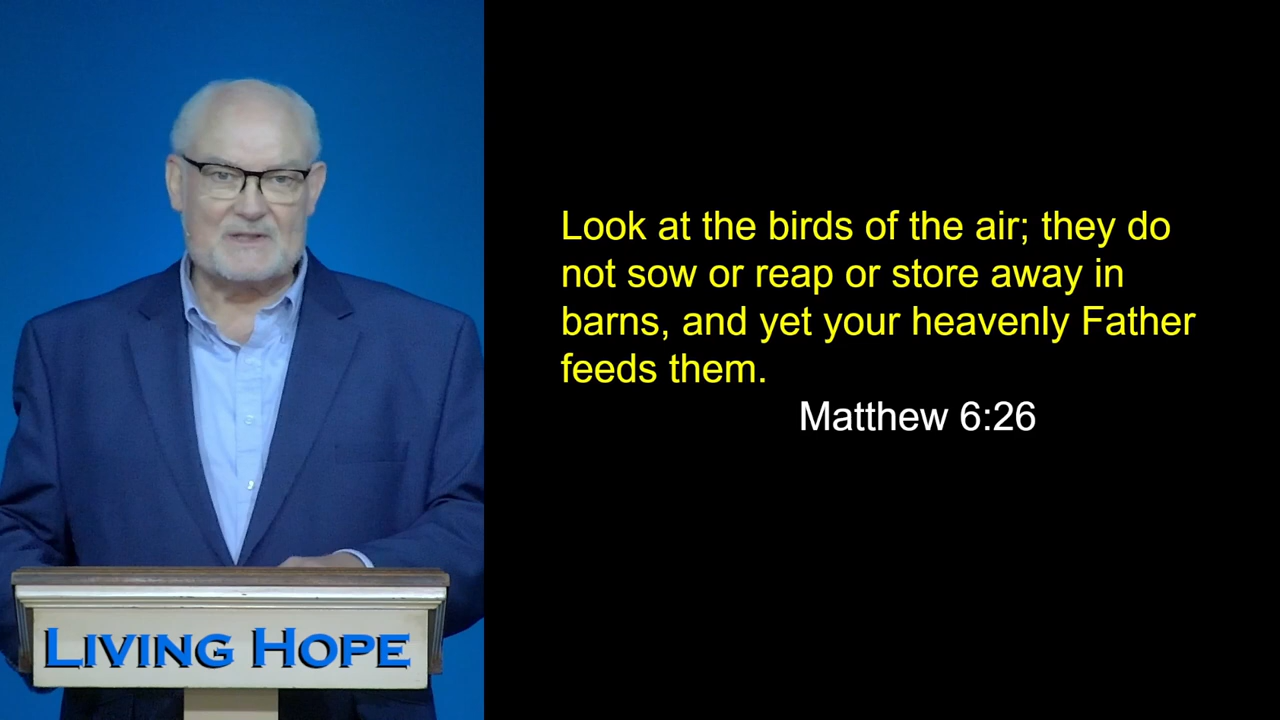 Look at the birds of the air; they do
not sow or reap or store away in
barns, and yet your heavenly Father
feeds them.
Matthew 6:26
LIVING HOPE